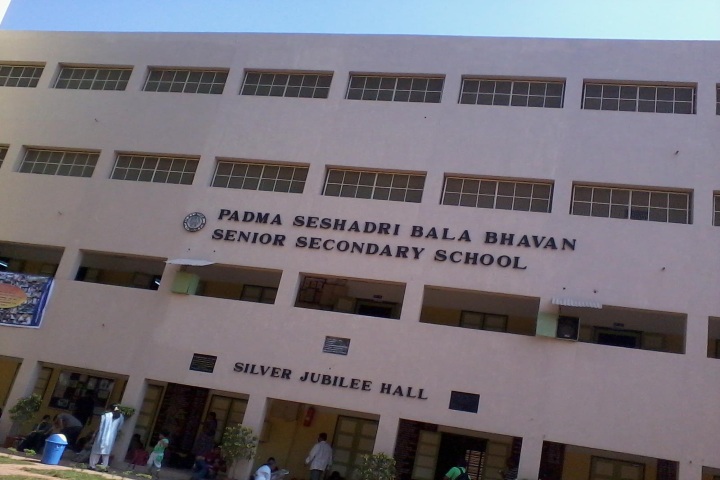 PADMA SESHADRI BALA BHAVAN
SENIOR SECONDARY SCHOOL
SILVER JUBILEE HALL